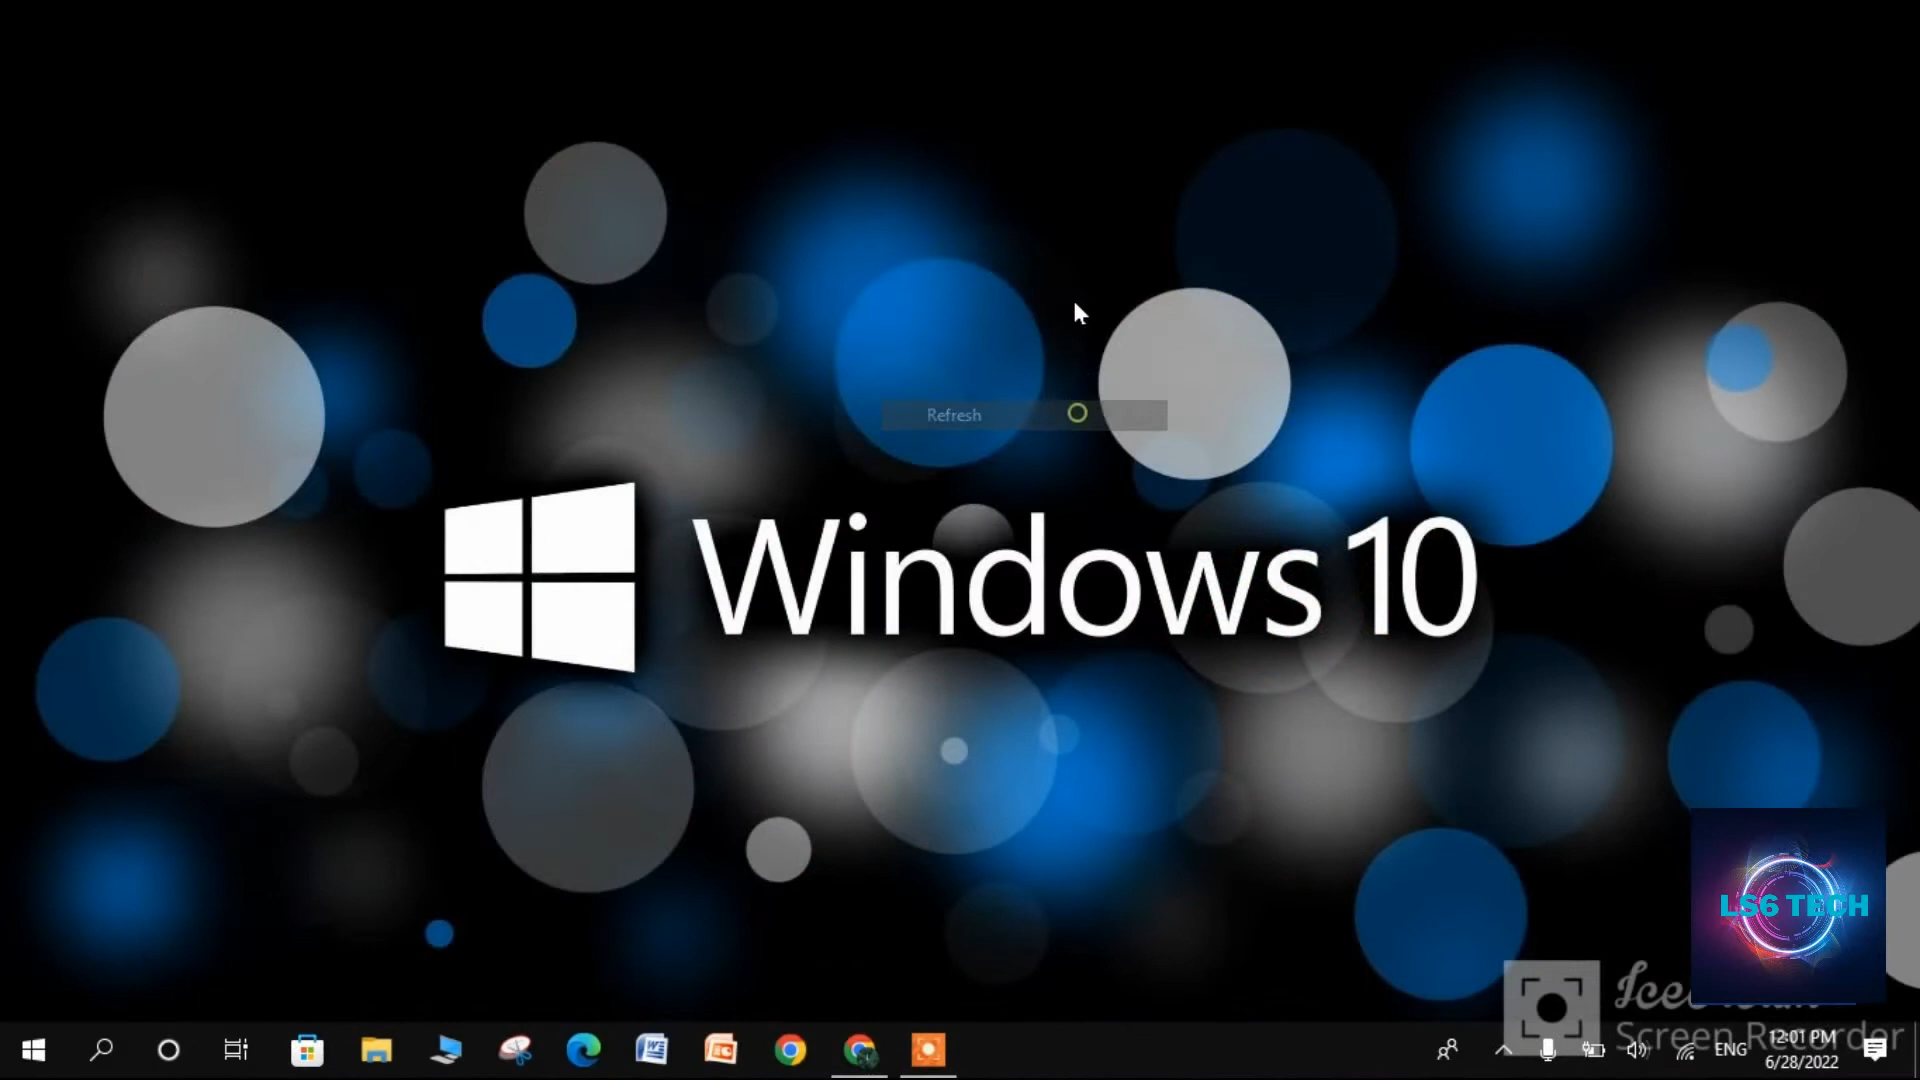 Refresh
Windows 10
LS6 TECH
Screen Recorder
ENG
12:01 PM
6/28/2022